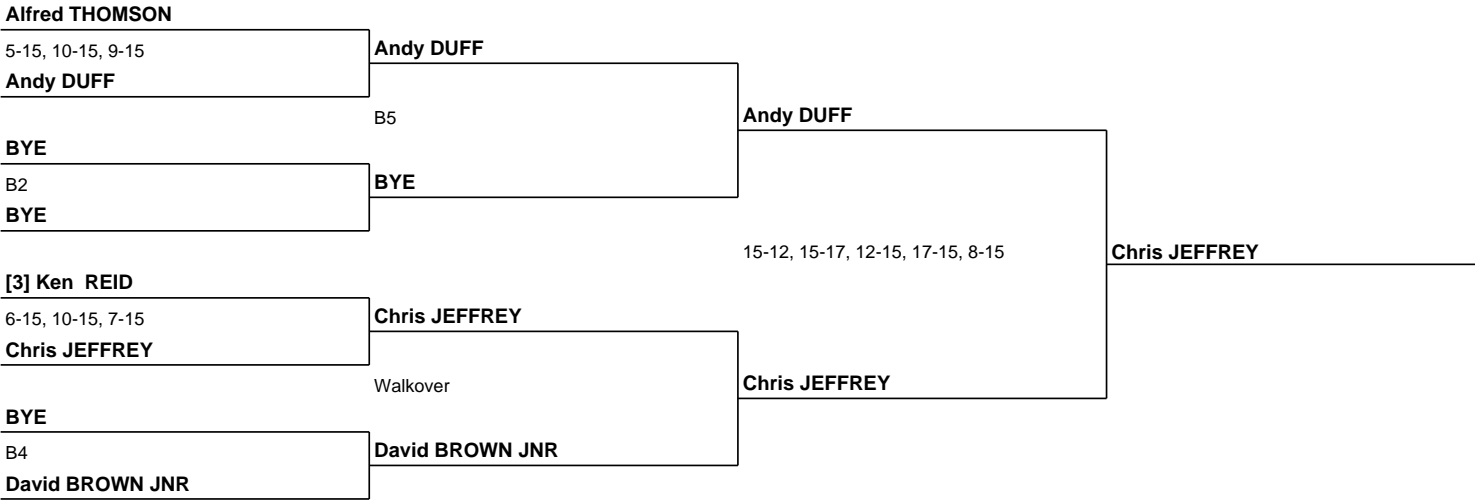 Alfred THOMSON
5-15, 10-15, 9-15
Andy DUFF
Andy DUFF
B5
Andy DUFF
BYE
B2
BYE
BYE
15-12, 15-17, 12-15, 17-15, 8-15
Chris JEFFREY
[3] Ken REID
6-15, 10-15, 7-15
Chris JEFFREY
Chris JEFFREY
Walkover
Chris JEFFREY
BYE
B4
David BROWN JNR
David BROWN JNR